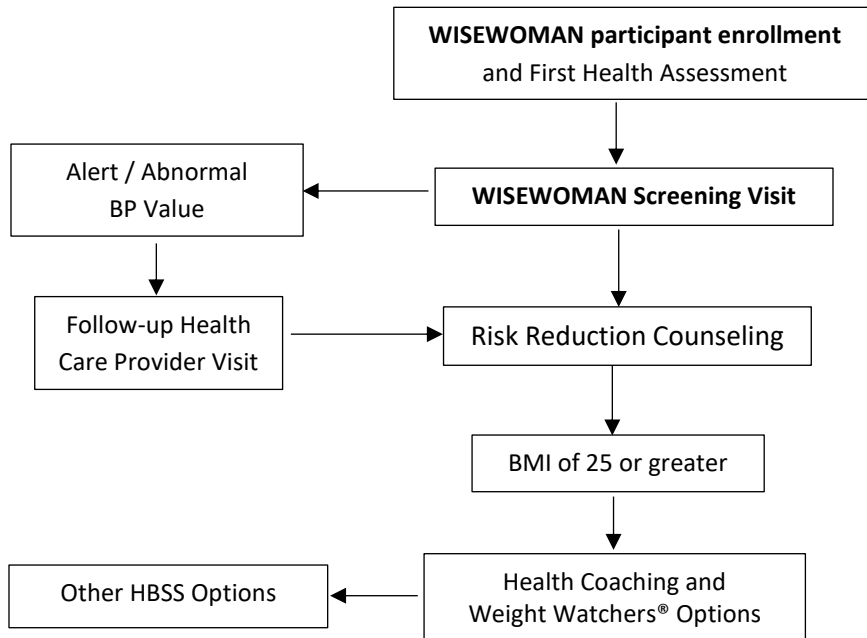 WISEWOMAN participant enrollment
and First Health Assessment
Alert / Abnormal
BP Value
WISEWOMAN Screening Visit
Follow-up Health
Care Provider Visit
Risk Reduction Counseling
BMI of 25 or greater
Other HBSS Options
Health Coaching and
Weight Watchers® Options